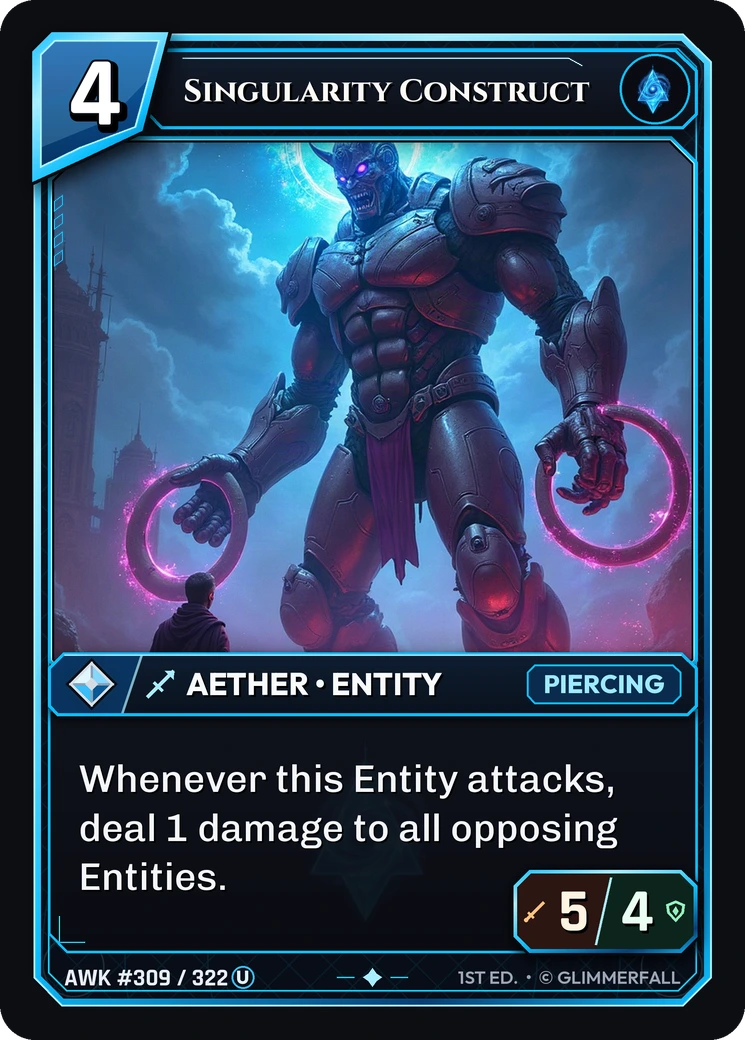 4
SINGULARITY CONSTRUCT
AETHER • ENTITY
PIERCING
Whenever this Entity attacks,
deal 1 damage to all opposing
Entities.
5/4
AWK #309 / 322 U
1ST ED. • © GLIMMERFALL